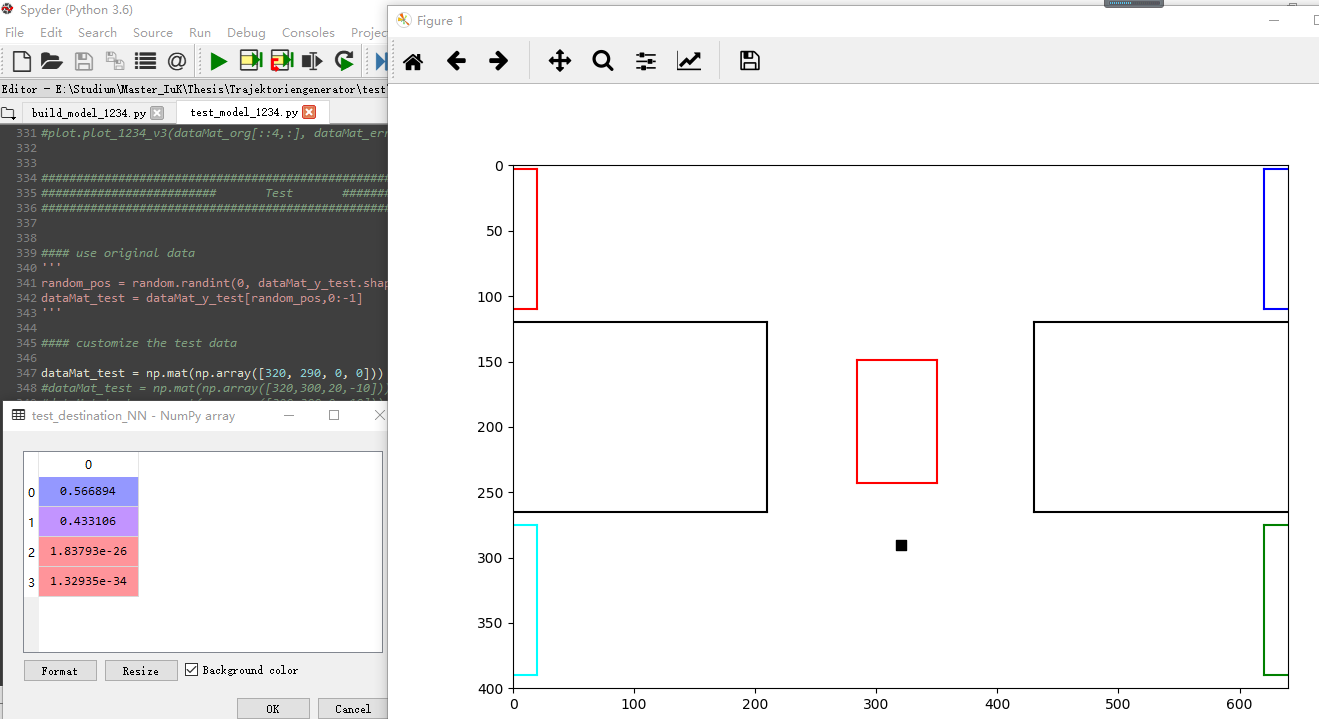 Spyder (Python 3.6)
File Edit Search Source Run Debug Consoles Projec
Editor - E:\Studium\Master_IuK\Thesis\Trajektoriengenerator\test
build_model_1234.py test_model_1234.py
331 #plot.plot_1234_v3(dataMat_org[::4,:], dataMat_er
332
333
334 ##################################################
335 ######################### Test #######
336 ##################################################
337
338
339 #### use original data
340 '''
341 random_pos = random.randint(0, dataMat_y_test.shap
342 dataMat_test = dataMat_y_test[random_pos,0:-1]
343 '''
344
345 #### customize the test data
346
347 dataMat_test = np.mat(np.array([320, 290, 0, 0]))
348 #dataMat_test = np.mat(np.array([320,300,20,-10]))
test_destination_NN - NumPy array
0
0 0.566894
1 0.433106
2 1.83793e-26
3 1.32935e-34
Format Resize Background color
OK Cancel
Figure 1
0
50
100
150
200
250
300
350
400
0 100 200 300 400 500 600